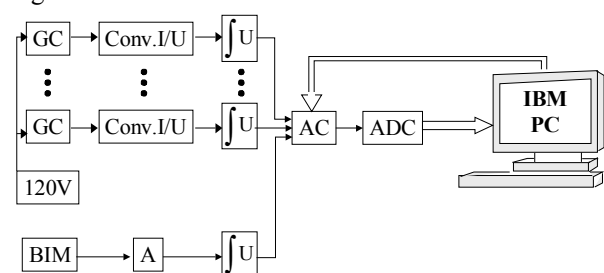 GC Conv.I/U ∫U
GC Conv.I/U ∫U AC ADC IBM
PC
120V
BIM A ∫U